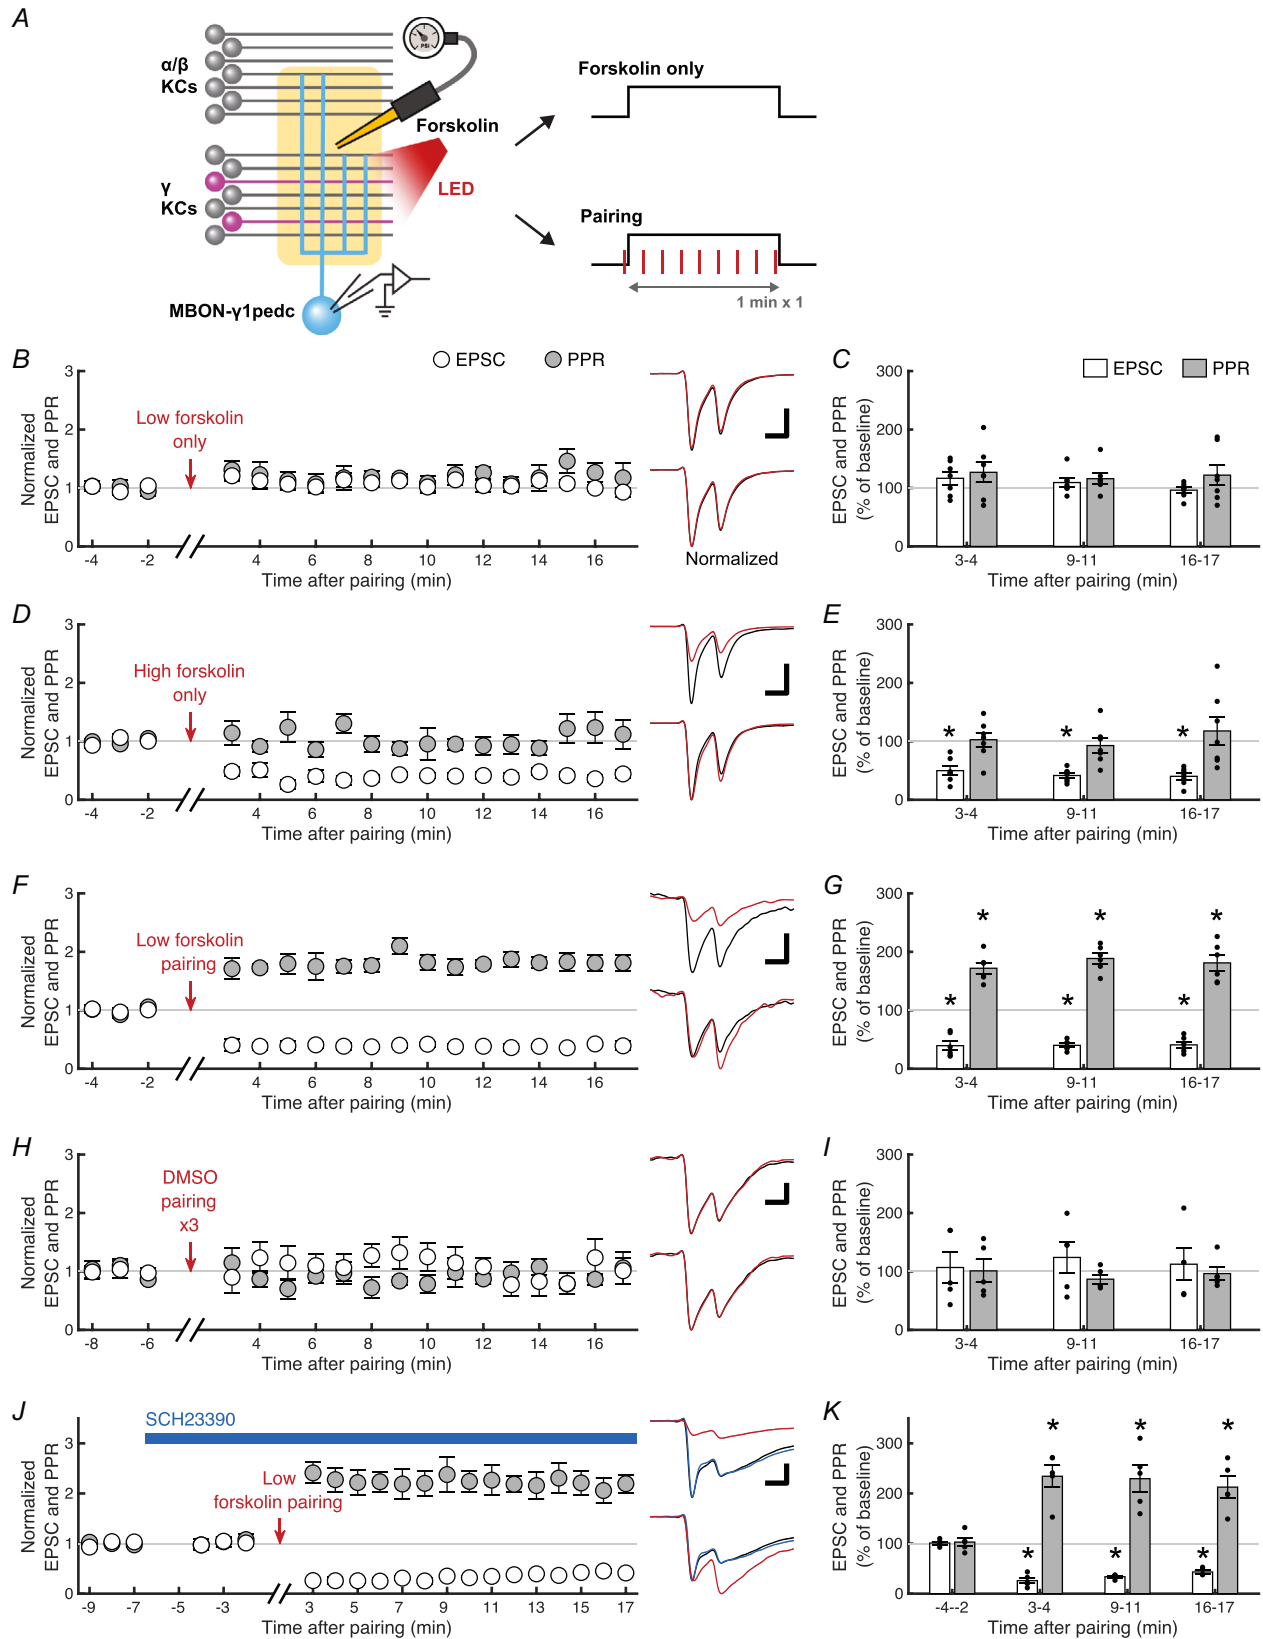 A
α/β
KCs
γ
KCs
PSI
Forskolin
LED
MBON-γ1pedc
Forskolin only
Pairing
1 min x 1
B
EPSC
PPR
Normalized
EPSC and PPR
3
2
1
0
Low forskolin
only
-4
-2
4
6
8
10
12
14
16
Time after pairing (min)
Normalized
C
EPSC
PPR
EPSC and PPR
(% of baseline)
300
200
100
0
3-4
9-11
16-17
Time after pairing (min)
D
Normalized
EPSC and PPR
3
2
1
0
High forskolin
only
-4
-2
4
6
8
10
12
14
16
Time after pairing (min)
E
EPSC and PPR
(% of baseline)
300
200
100
0
*
*
*
3-4
9-11
16-17
Time after pairing (min)
F
Normalized
EPSC and PPR
3
2
1
0
Low forskolin
pairing
-4
-2
4
6
8
10
12
14
16
Time after pairing (min)
G
EPSC and PPR
(% of baseline)
300
200
100
0
*
*
*
*
*
*
3-4
9-11
16-17
Time after pairing (min)
H
Normalized
EPSC and PPR
3
2
1
0
DMSO
pairing
x3
-8
-6
4
6
8
10
12
14
16
Time after pairing (min)
I
EPSC and PPR
(% of baseline)
300
200
100
0
3-4
9-11
16-17
Time after pairing (min)
J
SCH23390
Normalized
EPSC and PPR
3
2
1
0
Low
forskolin pairing
-9
-7
-5
-3
3
5
7
9
11
13
15
17
Time after pairing (min)
K
EPSC and PPR
(% of baseline)
300
200
100
0
*
*
*
*
*
*
-4--2
3-4
9-11
16-17
Time after pairing (min)